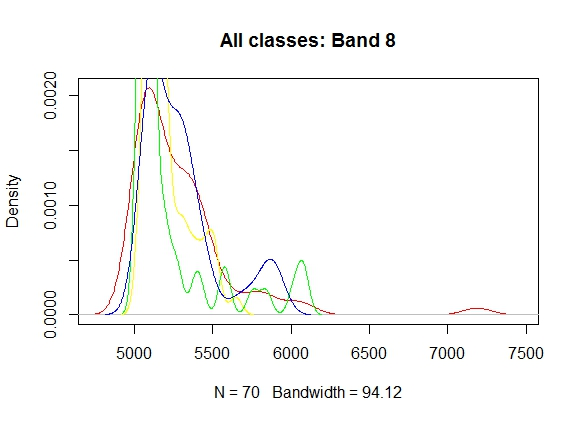 All classes: Band 8
Density
0.0020
0.0010
0.0000
5000 5500 6000 6500 7000 7500
N = 70 Bandwidth = 94.12